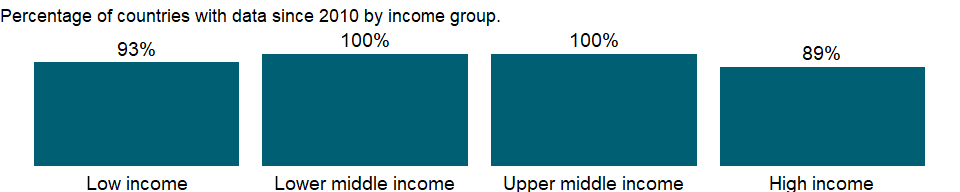 Percentage of countries with data since 2010 by income group.
93%
100%
100%
89%
Low income
Lower middle income
Upper middle income
High income